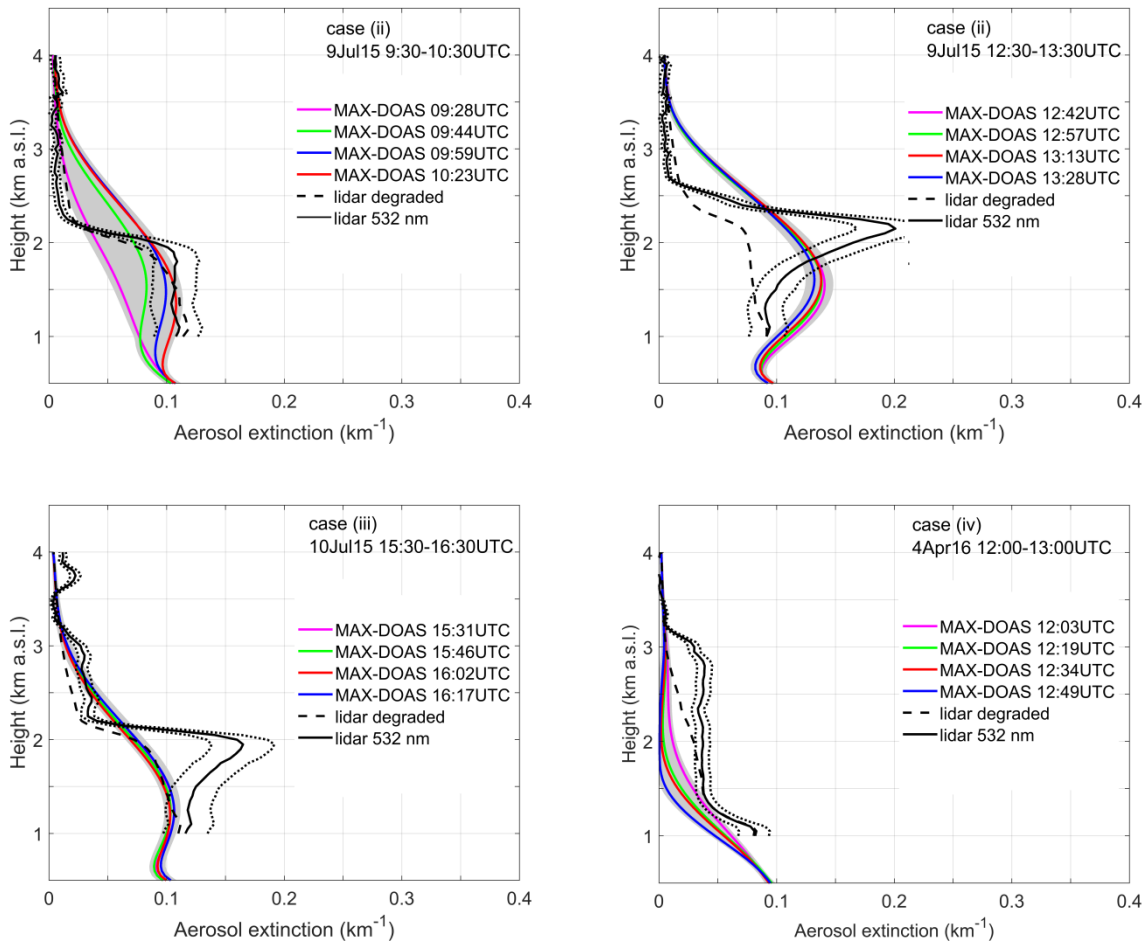 case (ii)
9Jul15 9:30-10:30UTC
MAX-DOAS 09:28UTC
MAX-DOAS 09:44UTC
MAX-DOAS 09:59UTC
MAX-DOAS 10:23UTC
lidar degraded
lidar 532 nm
Height (km a.s.l.)
4
3
2
1
0 0.1 0.2 0.3 0.4
Aerosol extinction (km⁻¹)
case (ii)
9Jul15 12:30-13:30UTC
MAX-DOAS 12:42UTC
MAX-DOAS 12:57UTC
MAX-DOAS 13:13UTC
MAX-DOAS 13:28UTC
lidar degraded
lidar 532 nm
Height (km a.s.l.)
4
3
2
1
0 0.1 0.2 0.3 0.4
Aerosol extinction (km⁻¹)
case (iii)
10Jul15 15:30-16:30UTC
MAX-DOAS 15:31UTC
MAX-DOAS 15:46UTC
MAX-DOAS 16:02UTC
MAX-DOAS 16:17UTC
lidar degraded
lidar 532 nm
Height (km a.s.l.)
4
3
2
1
0 0.1 0.2 0.3 0.4
Aerosol extinction (km⁻¹)
case (iv)
4Apr16 12:00-13:00UTC
MAX-DOAS 12:03UTC
MAX-DOAS 12:19UTC
MAX-DOAS 12:34UTC
MAX-DOAS 12:49UTC
lidar degraded
lidar 532 nm
Height (km a.s.l.)
4
3
2
1
0 0.1 0.2 0.3 0.4
Aerosol extinction (km⁻¹)